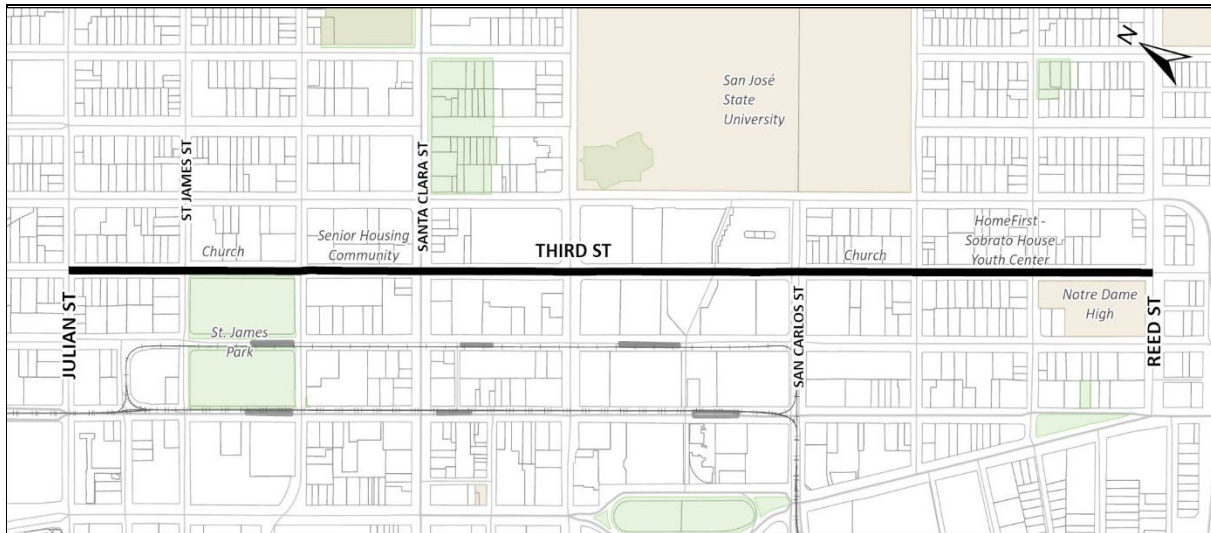 N
San José
State
University
ST JAMES ST
SANTA CLARA ST
Church
Senior Housing
Community
THIRD ST
Church
HomeFirst -
Sobrato House
Youth Center
JULIAN ST
St. James
Park
SAN CARLOS ST
Notre Dame
High
REED ST